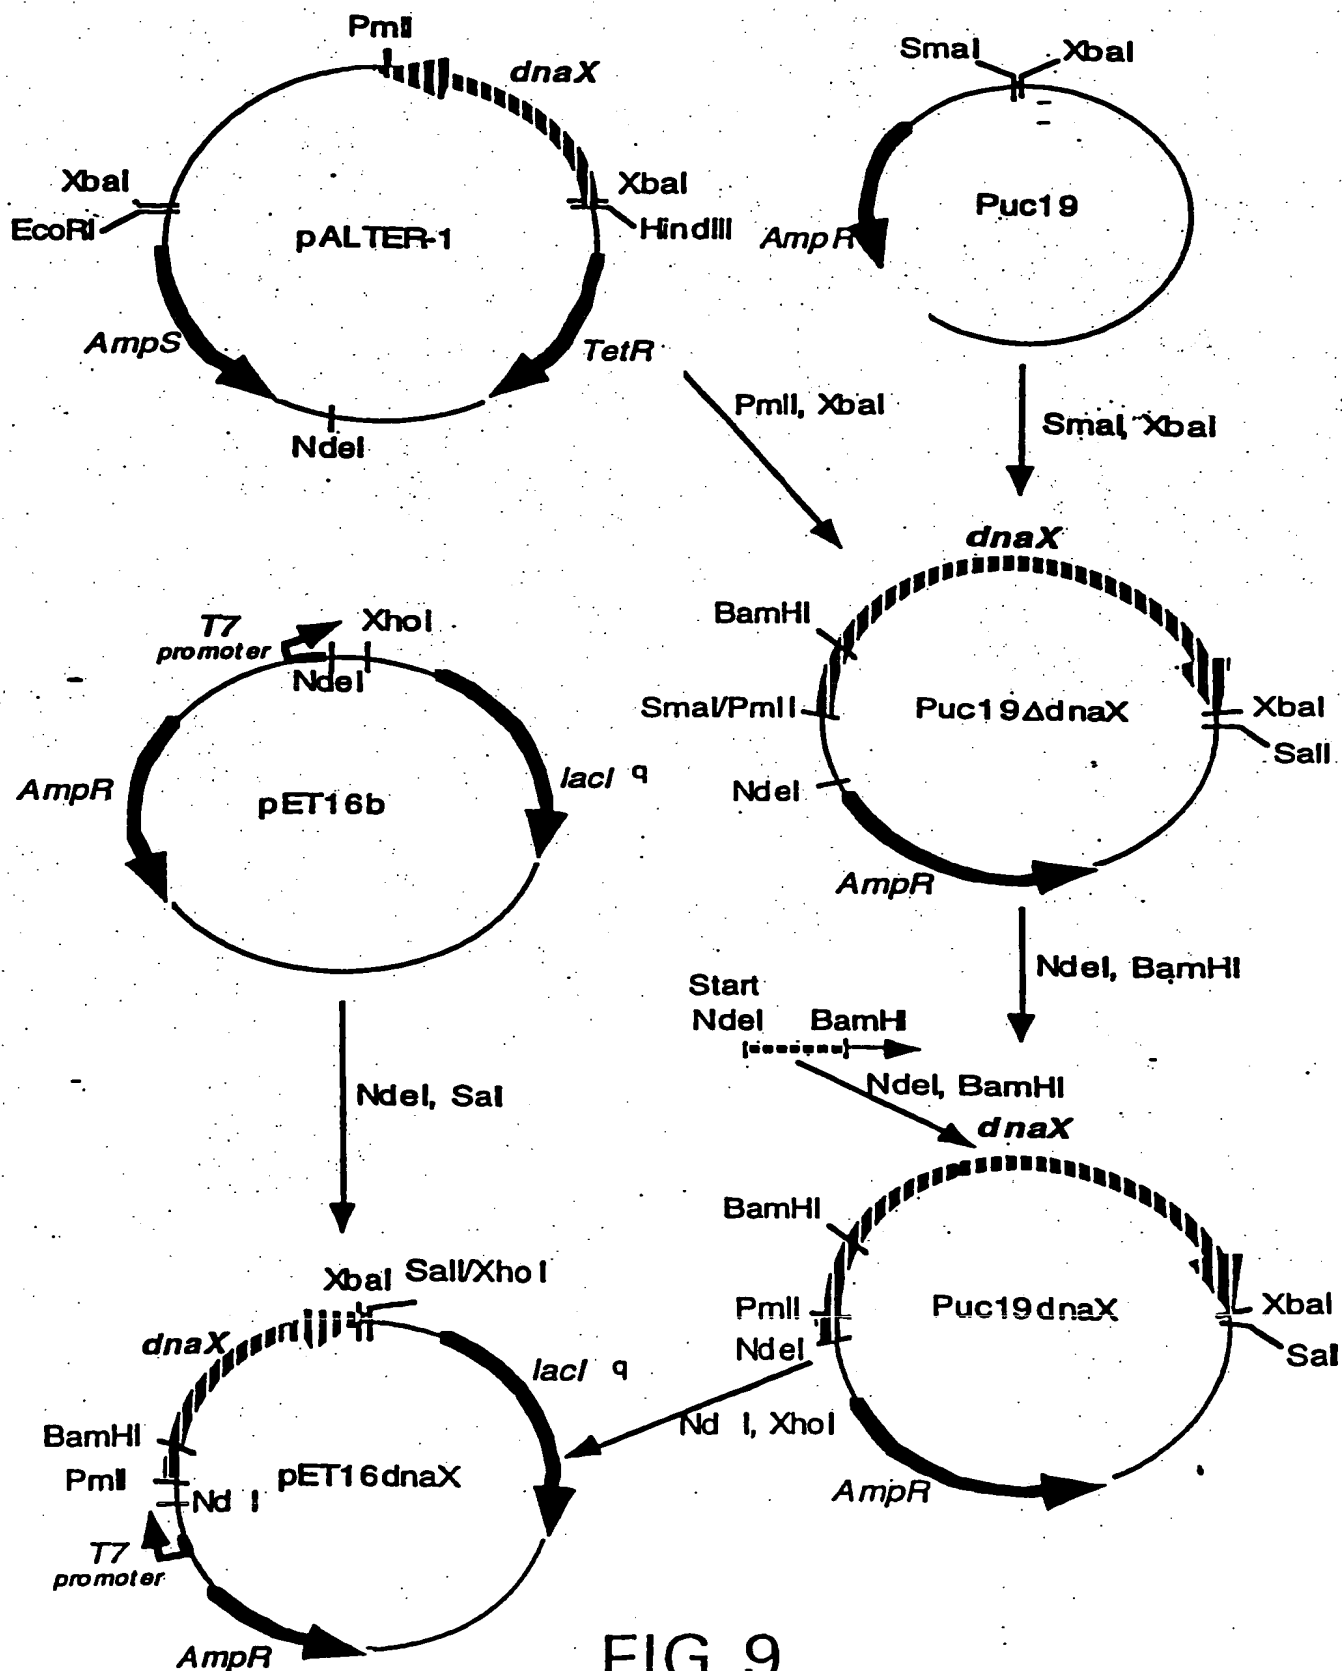 PmlI
dnaX
SmaI
XbaI
XbaI
EcoRI
pALTER-1
XbaI
HindIII
AmpR
Puc19
AmpS
TetR
NdeI
PmlI, XbaI
SmaI, XbaI
dnaX
T7
promoter
XhoI
NdeI
BamHI
SmaI/PmlI
Puc19ΔdnaX
XbaI
SalI
AmpR
pET16b
lacI q
NdeI
AmpR
NdeI, BamHI
Start
NdeI
BamHI
NdeI, BamHI
NdeI, Sal
dnaX
BamHI
XbaI
SalI/XhoI
PmlI
Puc19dnaX
XbaI
NdeI
Sal
dnaX
lacI q
Nd I, XhoI
BamHI
PmlI
pET16dnaX
Nd I
AmpR
T7
promoter
AmpR
FIG. 9